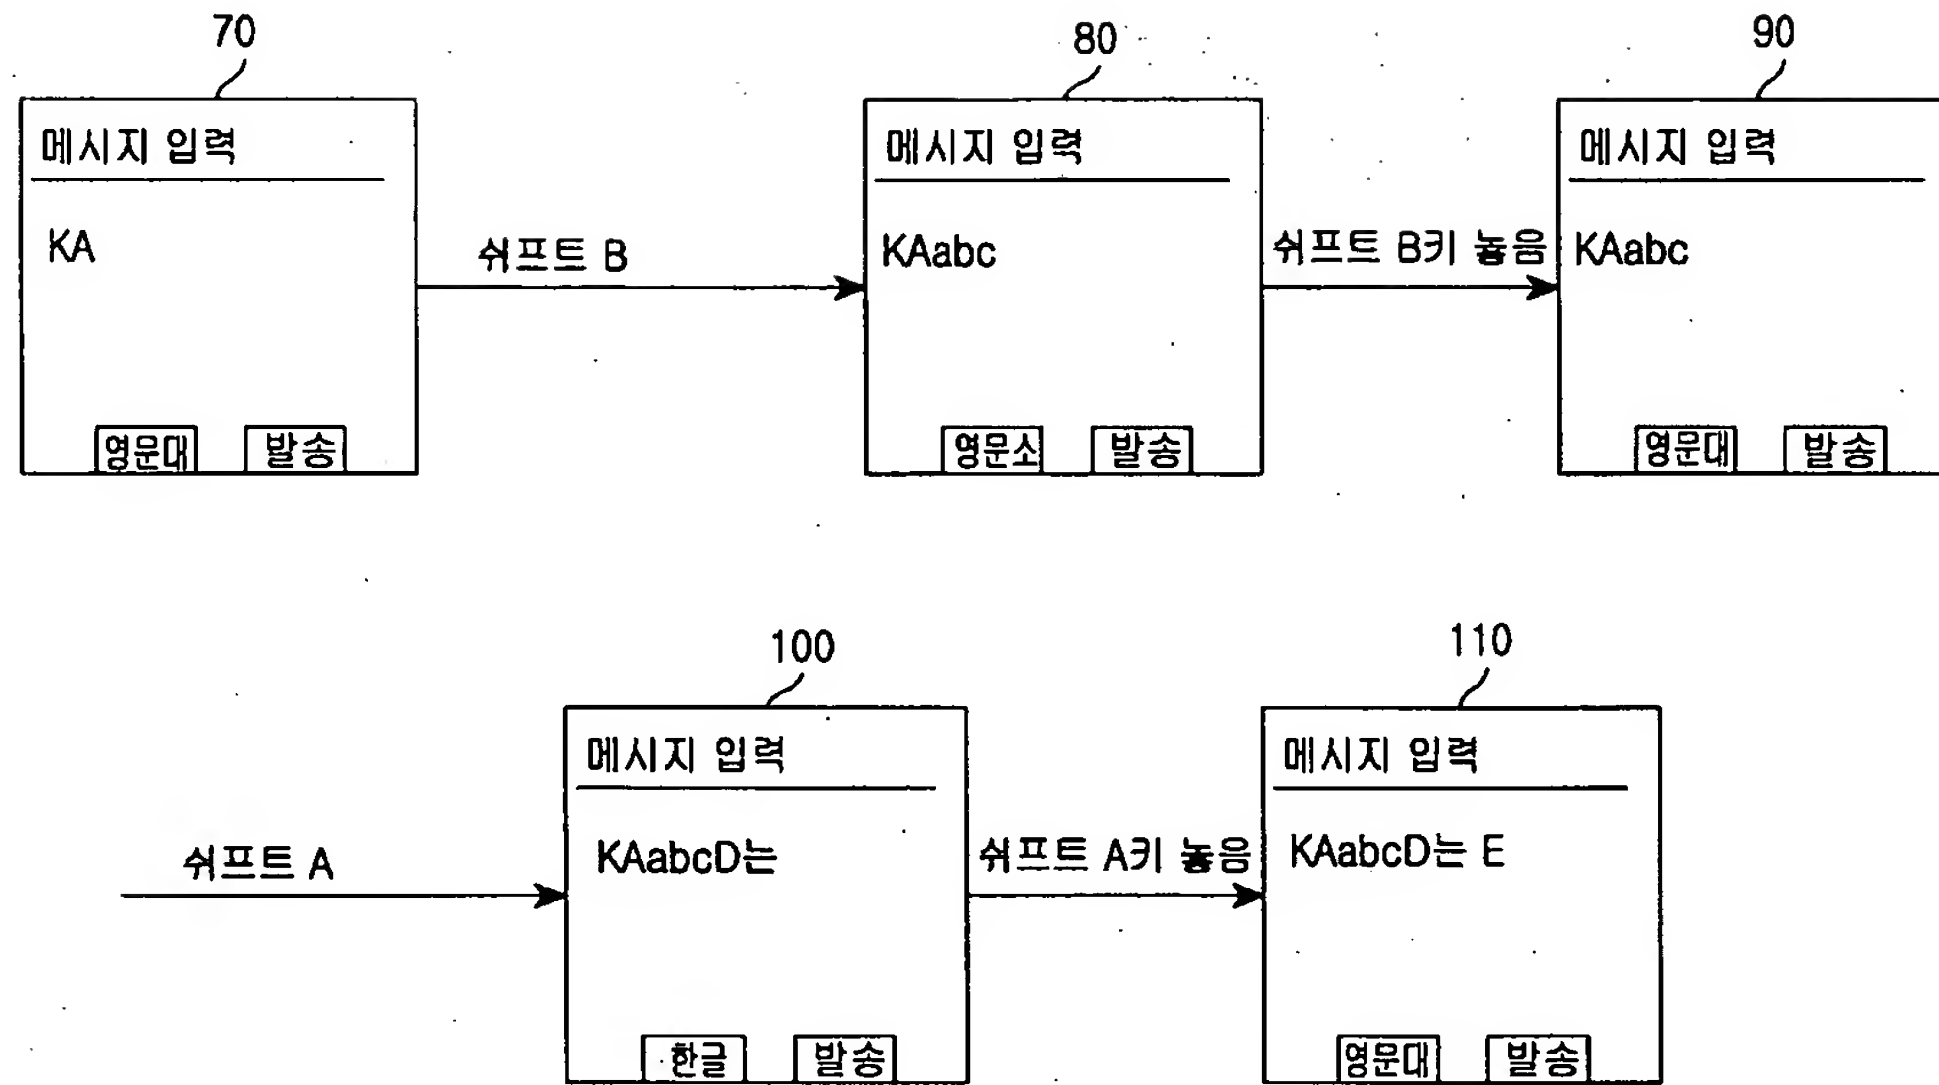 70
메시지 입력
KA
영문대 발송
쉬프트 B
80
메시지 입력
KAabc
영문소 발송
쉬프트 B키 놓음
90
메시지 입력
KAabc
영문대 발송
쉬프트 A
100
메시지 입력
KAabcD는
한글 발송
쉬프트 A키 놓음
110
메시지 입력
KAabcD는 E
영문대 발송